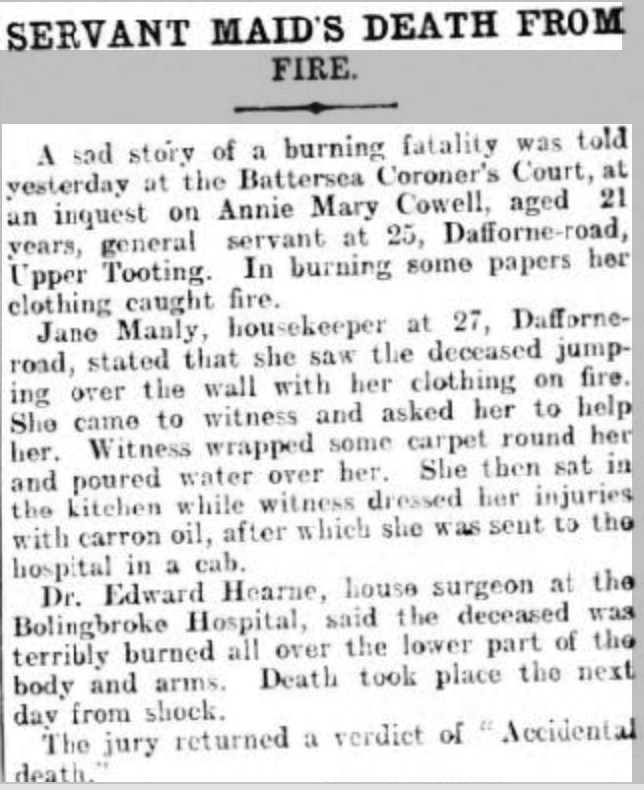 SERVANT MAID'S DEATH FROM
FIRE.
A sad story of a burning fatality was told
yesterday at the Battersea Coroner's Court, at
an inquest on Annie Mary Cowell, aged 21
years, general servant at 25, Dafforne-road,
Upper Tooting. In burning some papers her
clothing caught fire.
Jane Manly, housekeeper at 27, Dafforne-
road, stated that she saw the deceased jump-
ing over the wall with her clothing on fire.
She came to witness and asked her to help
her. Witness wrapped some carpet round her
and poured water over her. She then sat in
the kitchen while witness dressed her injuries
with carron oil, after which she was sent to the
hospital in a cab.
Dr. Edward Hearne, house surgeon at the
Bolingbroke Hospital, said the deceased was
terribly burned all over the lower part of the
body and arms. Death took place the next
day from shock.
The jury returned a verdict of "Accidental
death."